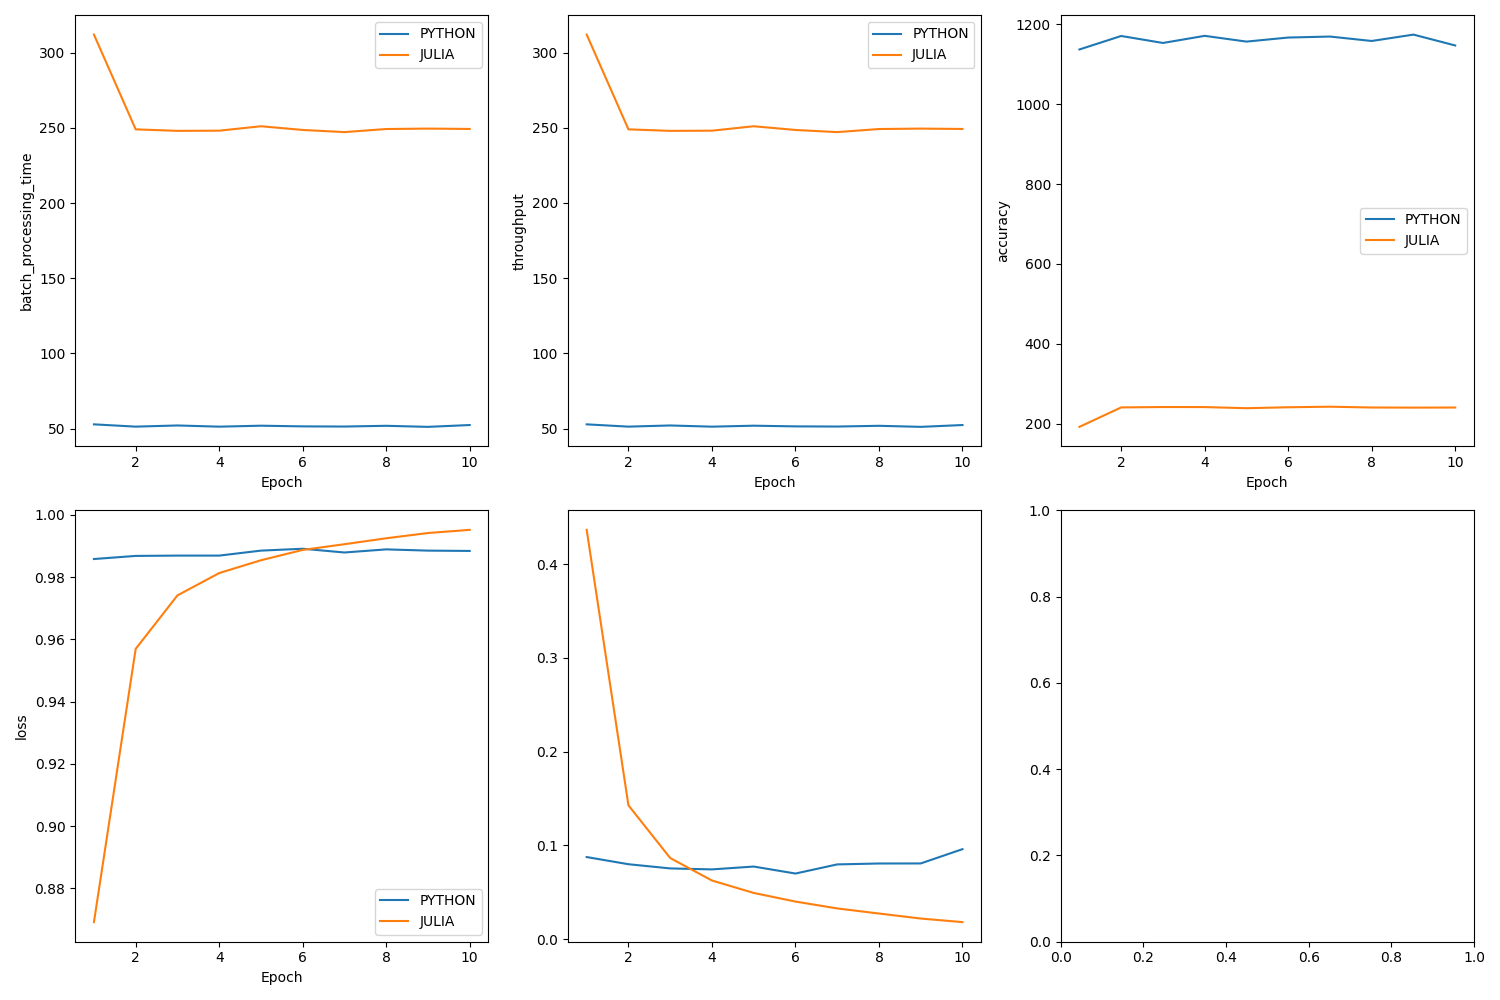 300
250
200
150
100
50
batch_processing_time
2 4 6 8 10
Epoch
PYTHON
JULIA
300
250
200
150
100
50
throughput
2 4 6 8 10
Epoch
PYTHON
JULIA
1200
1000
800
600
400
200
accuracy
2 4 6 8 10
Epoch
PYTHON
JULIA
1.00
0.98
0.96
0.94
0.92
0.90
0.88
loss
2 4 6 8 10
Epoch
PYTHON
JULIA
0.4
0.3
0.2
0.1
0.0
2 4 6 8 10
1.0
0.8
0.6
0.4
0.2
0.0
0.0 0.2 0.4 0.6 0.8 1.0